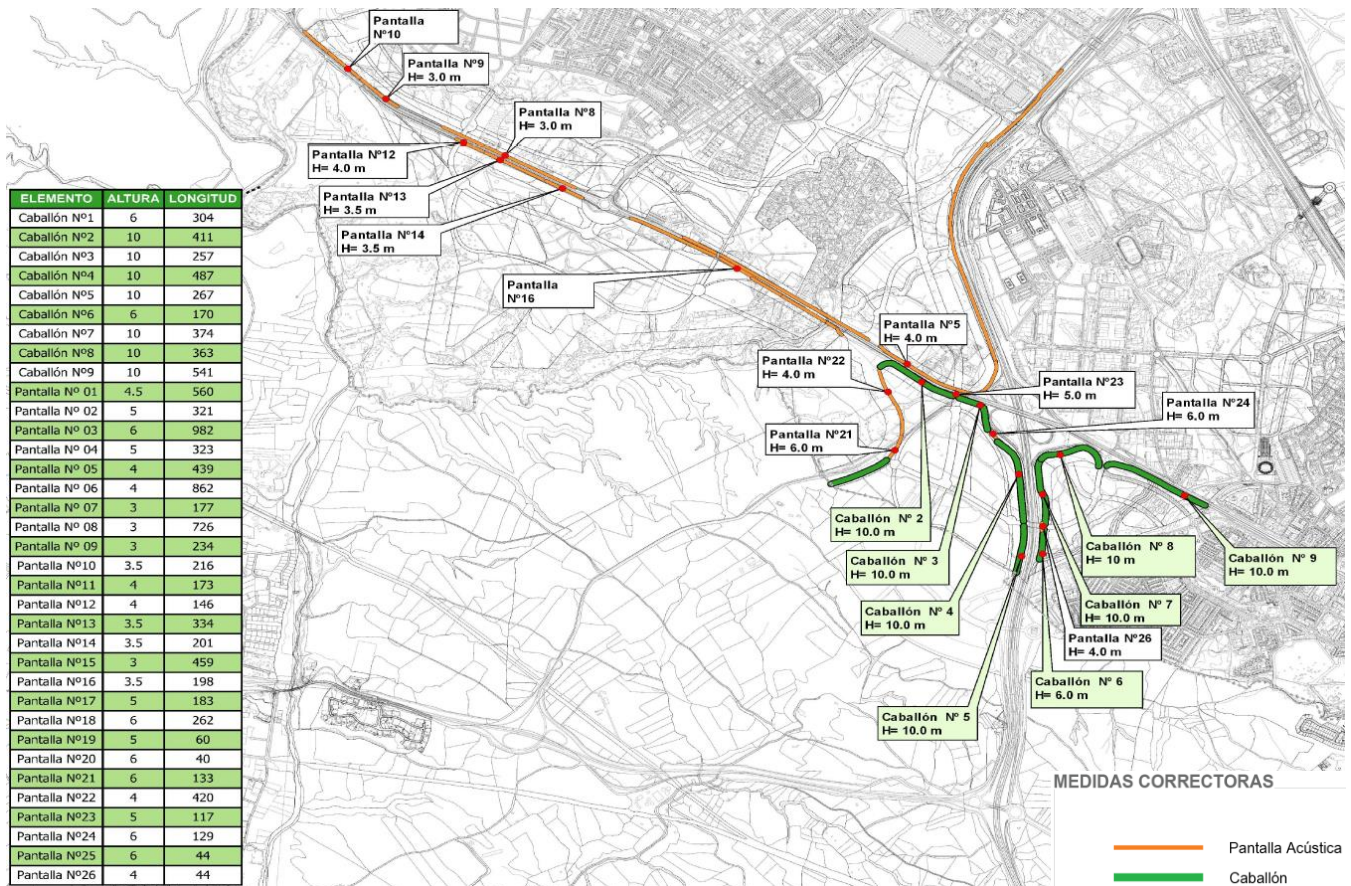 Pantalla
Nº10
Pantalla Nº9
H= 3.0 m
Pantalla Nº8
H= 3.0 m
Pantalla Nº12
H= 4.0 m
Pantalla Nº13
H= 3.5 m
Pantalla Nº14
H= 3.5 m
Pantalla
Nº16
Pantalla Nº5
H= 4.0 m
Pantalla Nº22
H= 4.0 m
Pantalla Nº23
H= 5.0 m
Pantalla Nº24
H= 6.0 m
Pantalla Nº21
H= 6.0 m
Caballón Nº 2
H= 10.0 m
Caballón Nº 3
H= 10.0 m
Caballón Nº 4
H= 10.0 m
Caballón Nº 5
H= 10.0 m
Caballón Nº 8
H= 10 m
Caballón Nº 9
H= 10.0 m
Caballón Nº 7
H= 10.0 m
Pantalla Nº26
H= 4.0 m
Caballón Nº 6
H= 6.0 m
ELEMENTO ALTURA LONGITUD
Caballón Nº1 6 304
Caballón Nº2 10 411
Caballón Nº3 10 257
Caballón Nº4 10 487
Caballón Nº5 10 267
Caballón Nº6 6 170
Caballón Nº7 10 374
Caballón Nº8 10 363
Caballón Nº9 10 541
Pantalla Nº 01 4.5 560
Pantalla Nº 02 5 321
Pantalla Nº 03 6 982
Pantalla Nº 04 5 323
Pantalla Nº 05 4 439
Pantalla Nº 06 4 862
Pantalla Nº 07 3 177
Pantalla Nº 08 3 726
Pantalla Nº 09 3 234
Pantalla Nº10 3.5 216
Pantalla Nº11 4 173
Pantalla Nº12 4 146
Pantalla Nº13 3.5 334
Pantalla Nº14 3.5 201
Pantalla Nº15 3 459
Pantalla Nº16 3.5 198
Pantalla Nº17 5 183
Pantalla Nº18 6 262
Pantalla Nº19 5 60
Pantalla Nº20 6 40
Pantalla Nº21 6 133
Pantalla Nº22 4 420
Pantalla Nº23 5 117
Pantalla Nº24 6 129
Pantalla Nº25 6 44
Pantalla Nº26 4 44
MEDIDAS CORRECTORAS
Pantalla Acústica
Caballón